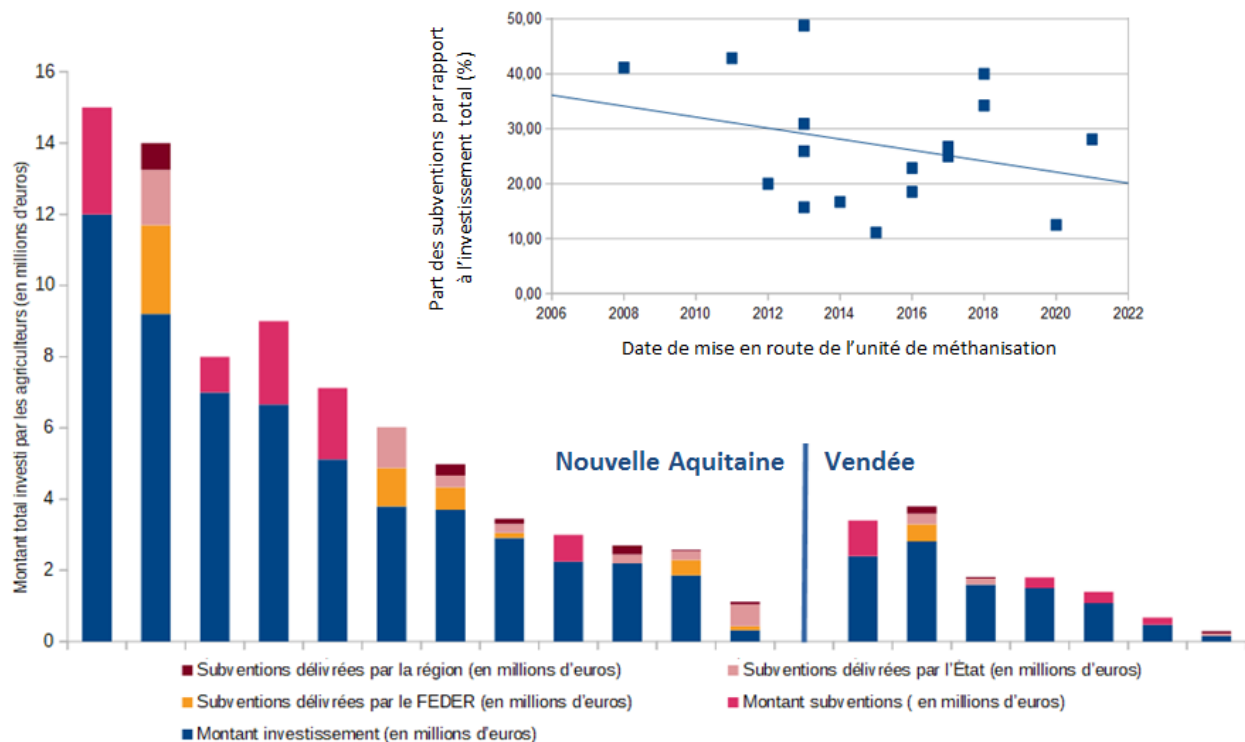 50,00
40,00
30,00
20,00
10,00
0,00
2006 2008 2010 2012 2014 2016 2018 2020 2022
Part des subventions par rapport
à l'investissement total (%)
Date de mise en route de l'unité de méthanisation
Montant total investi par les agriculteurs (en millions d'euros)
16
14
12
10
8
6
4
2
0
Nouvelle Aquitaine
Vendée
Subventions délivrées par la région (en millions d'euros)
Subventions délivrées par l'État (en millions d'euros)
Subventions délivrées par le FEDER (en millions d'euros)
Montant subventions ( en millions d'euros)
Montant investissement (en millions d'euros)